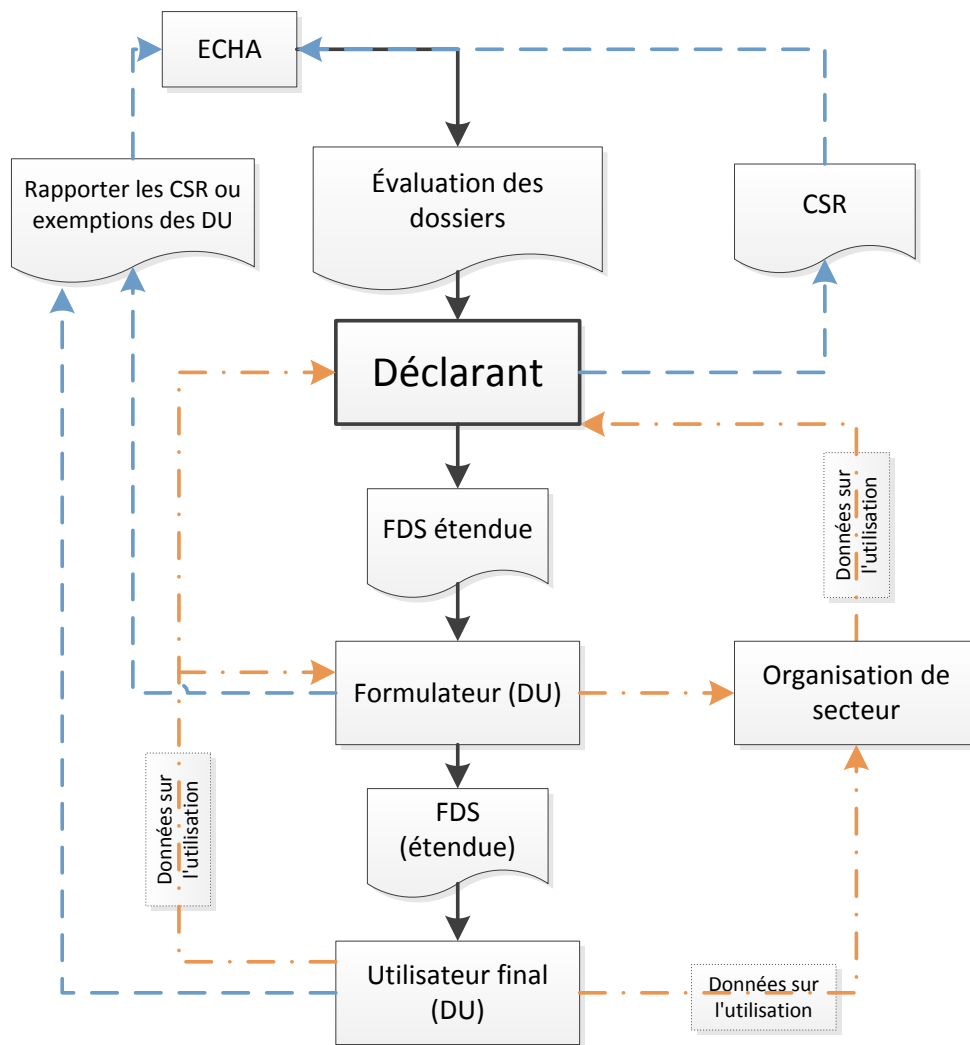 ECHA
Rapporter les CSR ou
exemptions des DU
Évaluation des
dossiers
CSR
Déclarant
FDS étendue
Données sur
l'utilisation
Formulateur (DU)
Organisation de
secteur
Données sur
l'utilisation
FDS
(étendue)
Utilisateur final
(DU)
Données sur
l'utilisation